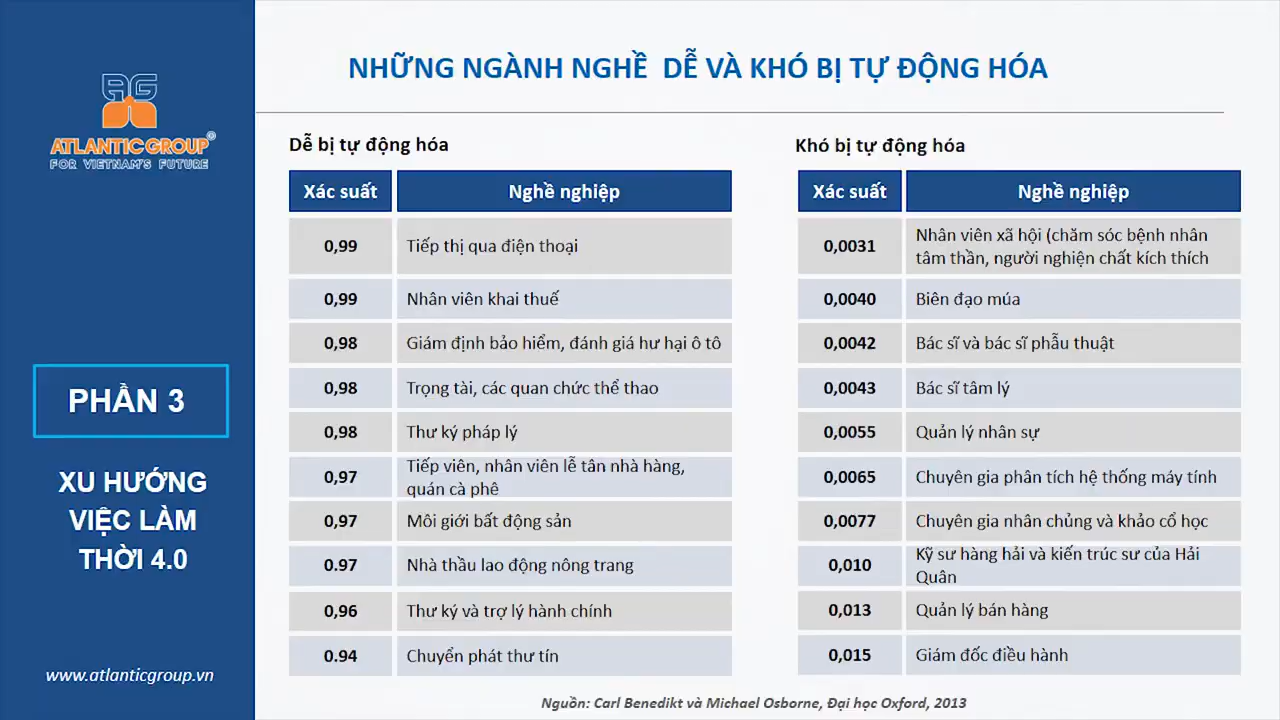 AG
ATLANTIC GROUP®
FOR VIETNAM'S FUTURE
PHẦN 3
XU HƯỚNG
VIỆC LÀM
THỜI 4.0
www.atlanticgroup.vn
NHỮNG NGÀNH NGHỀ DỄ VÀ KHÓ BỊ TỰ ĐỘNG HÓA
Dễ bị tự động hóa
Xác suất Nghề nghiệp
0,99 Tiếp thị qua điện thoại
0,99 Nhân viên khai thuế
0,98 Giám định bảo hiểm, đánh giá hư hại ô tô
0,98 Trọng tài, các quan chức thể thao
0,98 Thư ký pháp lý
0,97 Tiếp viên, nhân viên lễ tân nhà hàng,
quán cà phê
0,97 Môi giới bất động sản
0.97 Nhà thầu lao động nông trang
0,96 Thư ký và trợ lý hành chính
0.94 Chuyển phát thư tín
Khó bị tự động hóa
Xác suất Nghề nghiệp
0,0031 Nhân viên xã hội (chăm sóc bệnh nhân
tâm thần, người nghiện chất kích thích
0,0040 Biên đạo múa
0,0042 Bác sĩ và bác sĩ phẫu thuật
0,0043 Bác sĩ tâm lý
0,0055 Quản lý nhân sự
0,0065 Chuyên gia phân tích hệ thống máy tính
0,0077 Chuyên gia nhân chủng và khảo cổ học
0,010 Kỹ sư hàng hải và kiến trúc sư của Hải
Quân
0,013 Quản lý bán hàng
0,015 Giám đốc điều hành
Nguồn: Carl Benedikt và Michael Osborne, Đại học Oxford, 2013